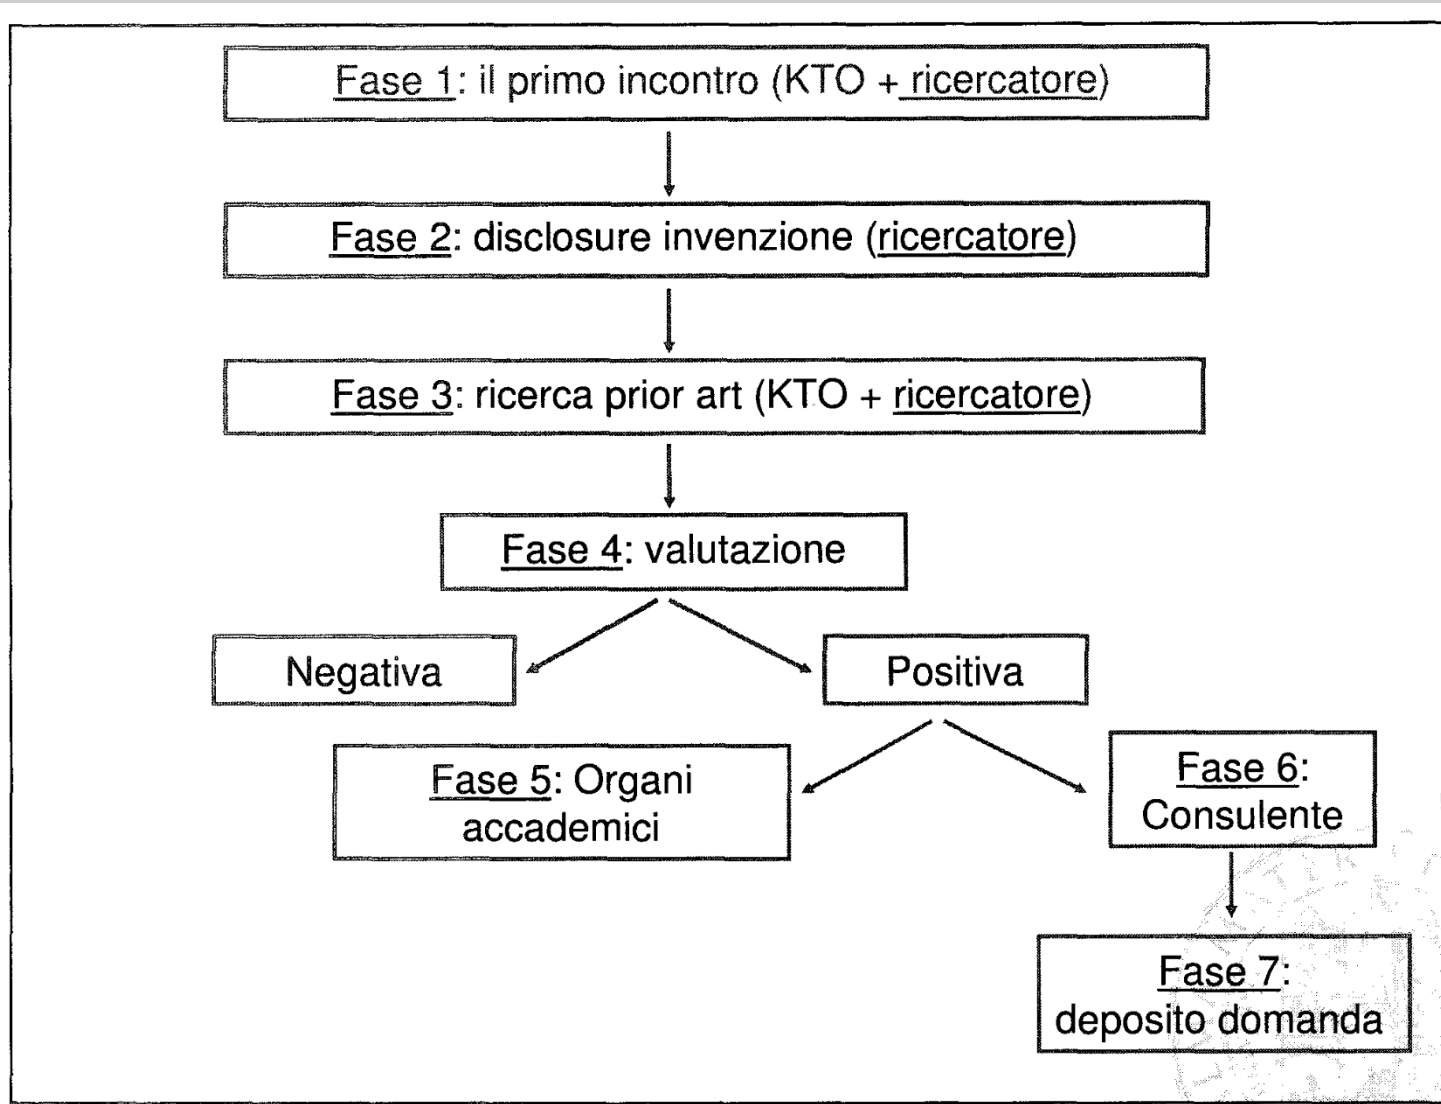 Fase 1: il primo incontro (KTO + ricercatore)
Fase 2: disclosure invenzione (ricercatore)
Fase 3: ricerca prior art (KTO + ricercatore)
Fase 4: valutazione
Negativa
Positiva
Fase 5: Organi
accademici
Fase 6:
Consulente
Fase 7:
deposito domanda